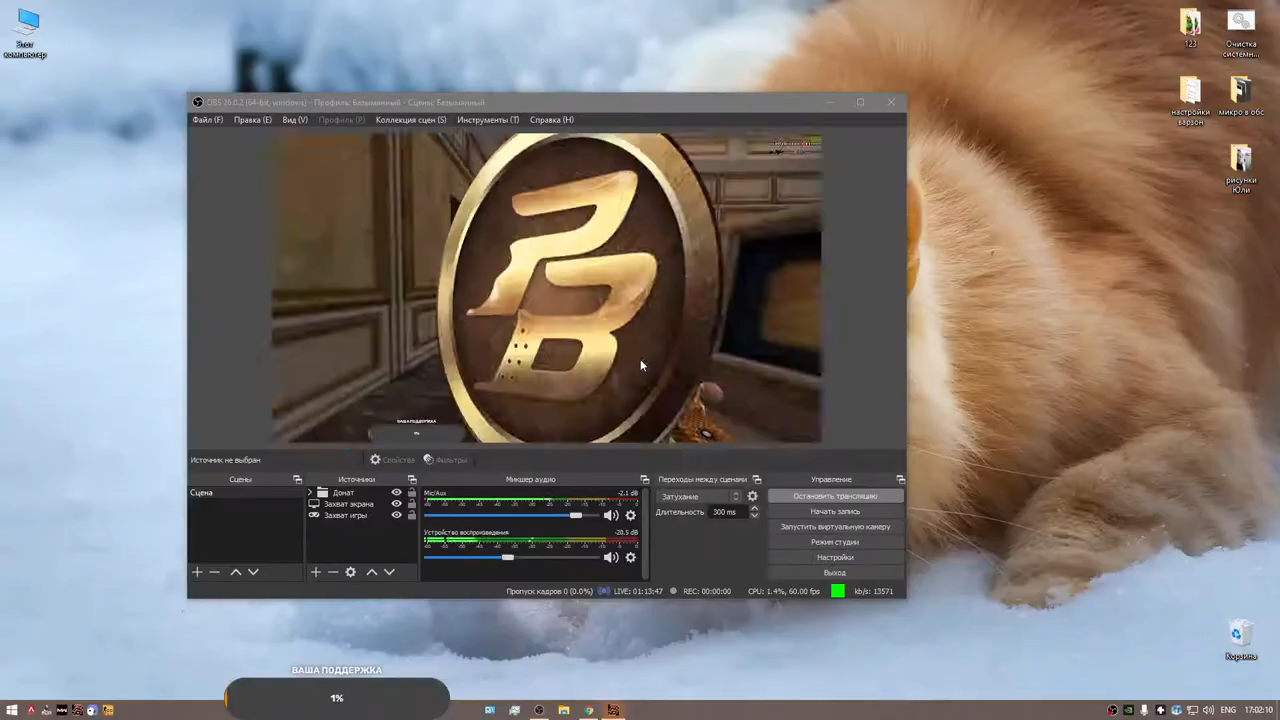 Этот
компьютер
123
Очистка
системн...
настройки
варзон
микро в обс
рисунки
Юли
OBS 26.0.2 (64-bit, windows) - Профиль: Безымянный - Сцены: Безымянный
Файл (F)
Правка (E)
Вид (V)
Профиль (P)
Коллекция сцен (S)
Инструменты (T)
Справка (H)
PB
ВАША ПОДДЕРЖКА
Источник не выбран
Свойства
Фильтры
Сцены
Источники
Микшер аудио
Переходы между сценами
Управление
Сцена
Донат
Захват экрана
Захват игры
Mic/Aux
-2.1 dB
Устройство воспроизведения
-20.5 dB
Затухание
Длительность
300 ms
Остановить трансляцию
Начать запись
Запустить виртуальную камеру
Режим студии
Настройки
Выход
Пропуск кадров 0 (0.0%)
LIVE: 01:13:47
REC: 00:00:00
CPU: 1.4%, 60.00 fps
kb/s: 13571
Корзина
ВАША ПОДДЕРЖКА
1%
ENG
17:02:10